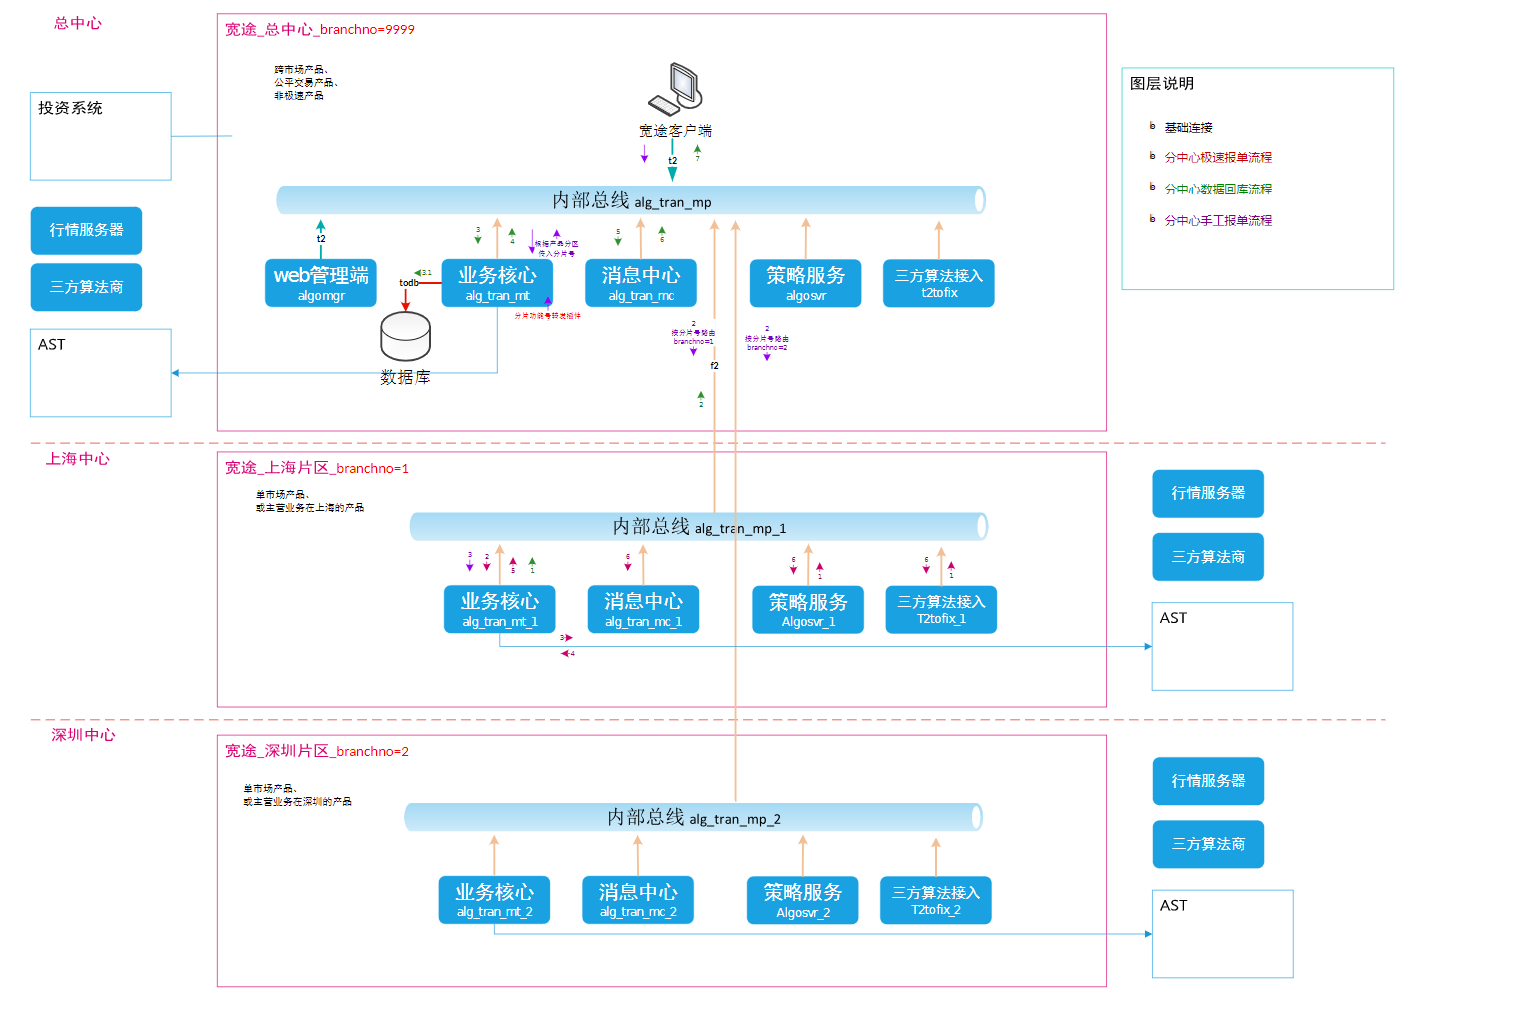 总中心
宽途_总中心_branchno=9999
跨市场产品、
公平交易产品、
非极速产品
投资系统
图层说明
基础连接
分中心极速报单流程
分中心数据回库流程
分中心手工报单流程
宽途客户端
t2
7
内部总线 alg_tran_mp
行情服务器
三方算法商
t2
3
4
根据产品分区
传入分片号
5
6
web管理端
algomgr
3.1
todb
业务核心
alg_tran_mt
消息中心
alg_tran_mc
策略服务
algosvr
三方算法接入
t2tofix
分片功能号转发插件
AST
数据库
2
按分片号路由
branchno=1
2
按分片号路由
branchno=2
f2
2
上海中心
宽途_上海片区_branchno=1
单市场产品、
或主营业务在上海的产品
内部总线 alg_tran_mp_1
3
2
5
1
6
6
1
6
1
业务核心
alg_tran_mt_1
消息中心
alg_tran_mc_1
策略服务
Algosvr_1
三方算法接入
T2tofix_1
3
4
行情服务器
三方算法商
AST
深圳中心
宽途_深圳片区_branchno=2
单市场产品、
或主营业务在深圳的产品
内部总线 alg_tran_mp_2
业务核心
alg_tran_mt_2
消息中心
alg_tran_mc_2
策略服务
Algosvr_2
三方算法接入
T2tofix_2
行情服务器
三方算法商
AST